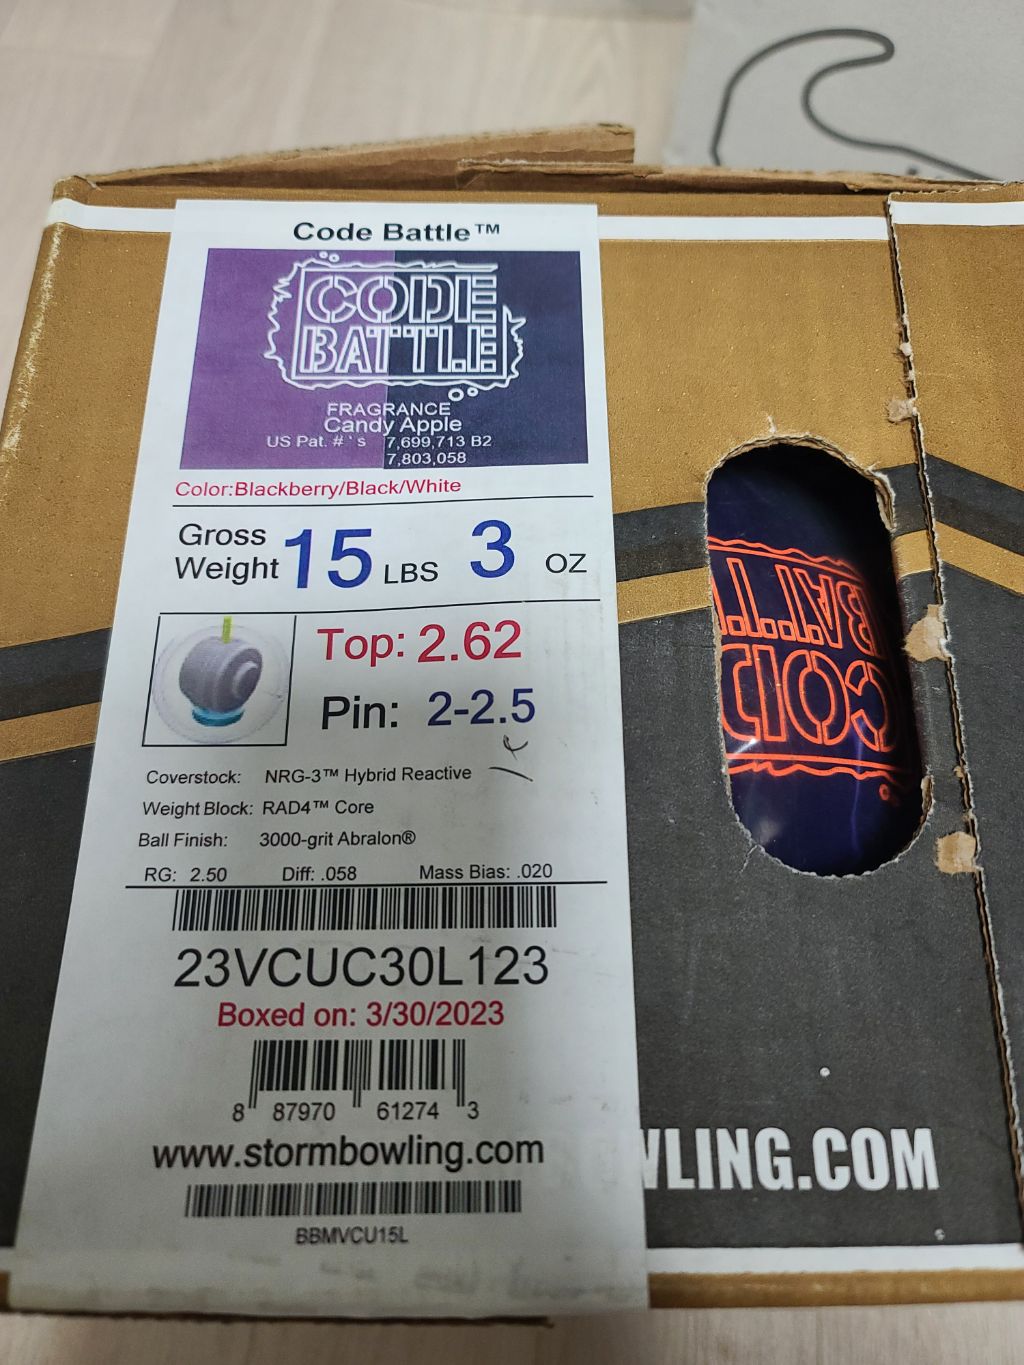 Code Battle™
CODE
BATTLE
FRAGRANCE
Candy Apple
US Pat. #'s 7,699,713 B2
7,803,058
Color:Blackberry/Black/White
Gross
Weight 15 LBS 3 OZ
Top: 2.62
Pin: 2-2.5
Coverstock: NRG-3™ Hybrid Reactive
Weight Block: RAD4™ Core
Ball Finish: 3000-grit Abralon®
RG: 2.50 Diff: .058 Mass Bias: .020
23VCUC30L123
Boxed on: 3/30/2023
8 87970 61274 3
www.stormbowling.com
BBMVCU15L
BATTL
COD
WLING.COM